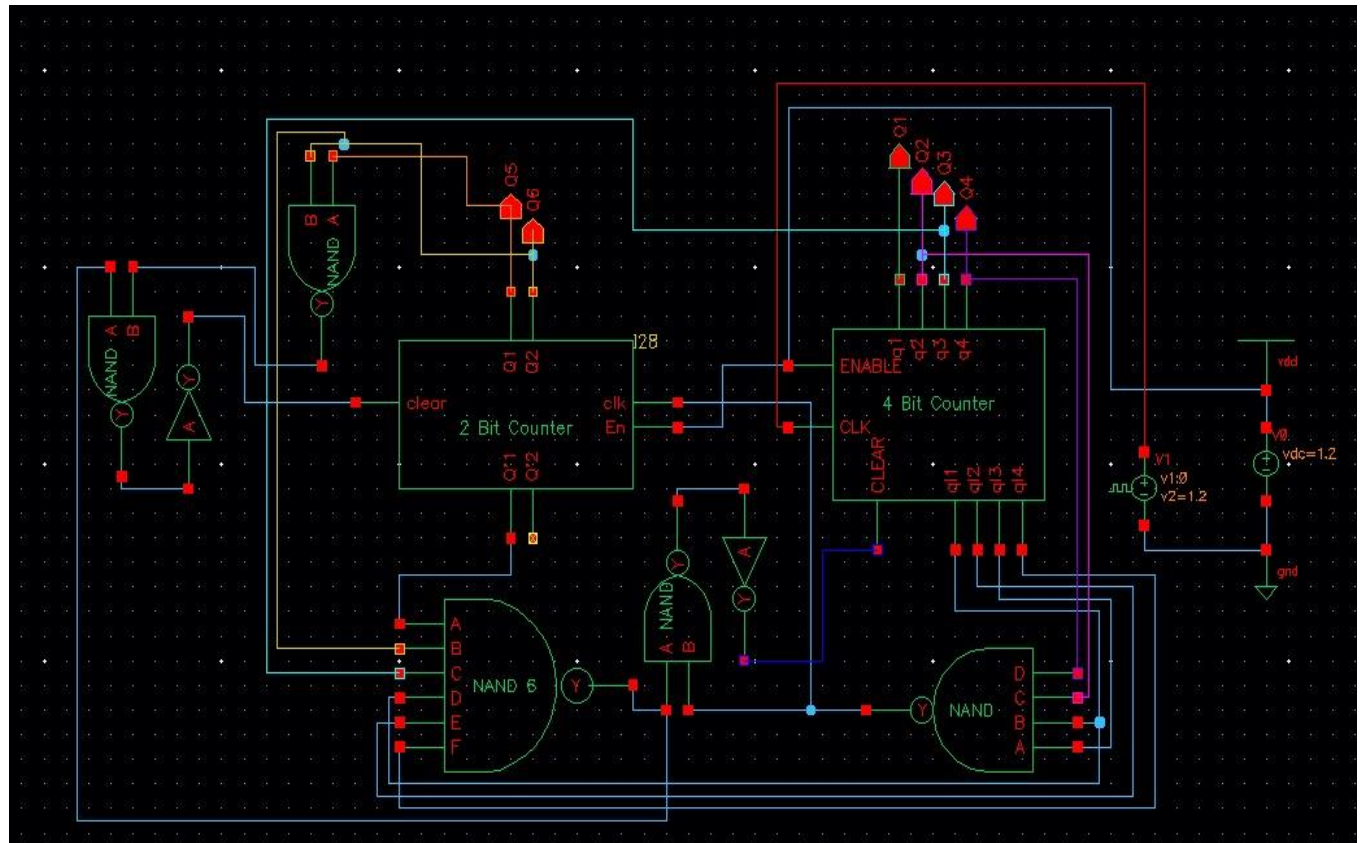 Q1
Q2
Q3
Q4
Q5
Q6
B A
NAND
Y
A B
NAND
Y
Y
A
I28
Q1 Q2
clear
clk
En
2 Bit Counter
Q'1 Q'2
q1 q2 q3 q4
ENABLE
4 Bit Counter
CLK
CLEAR
ql1 ql2 ql3 ql4
vdd
V0
vdc=1.2
V1
v1:0
v2=1.2
gnd
Y
NAND
A B
A
Y
A
B
C
D
E
F
NAND 6
Y
Y
NAND
D
C
B
A